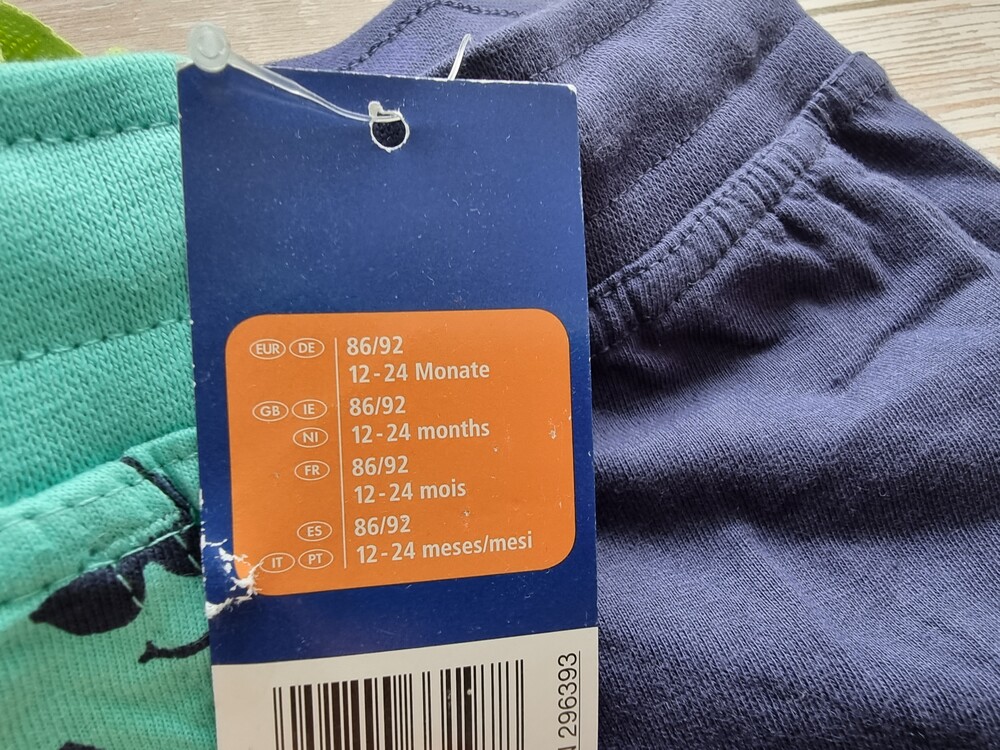 EUR DE 86/92
12-24 Monate
GB IE 86/92
NI 12-24 months
FR 86/92
12-24 mois
ES 86/92
IT PT 12-24 meses/mesi
296393